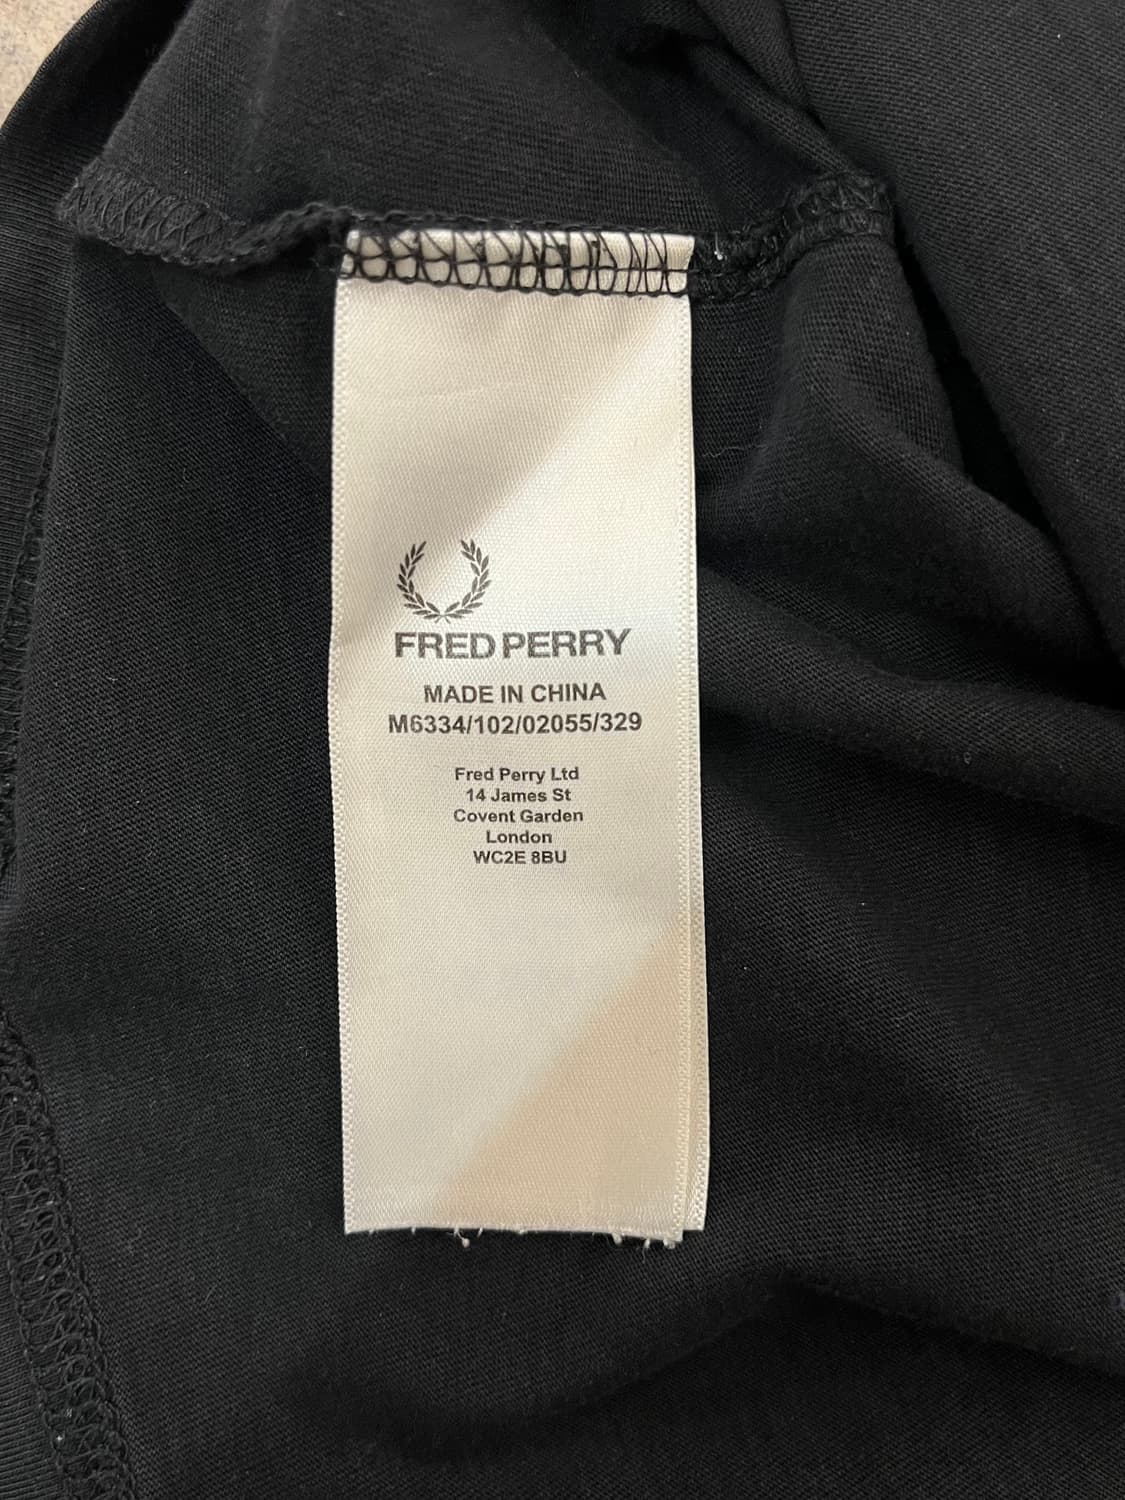 FRED PERRY
MADE IN CHINA
M6334/102/02055/329
Fred Perry Ltd
14 James St
Covent Garden
London
WC2E 8BU